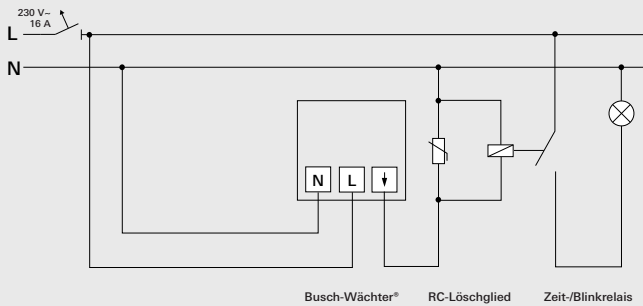 230 V~
16 A
L
N
N L
Busch-Wächter® RC-Löschglied Zeit-/Blinkrelais